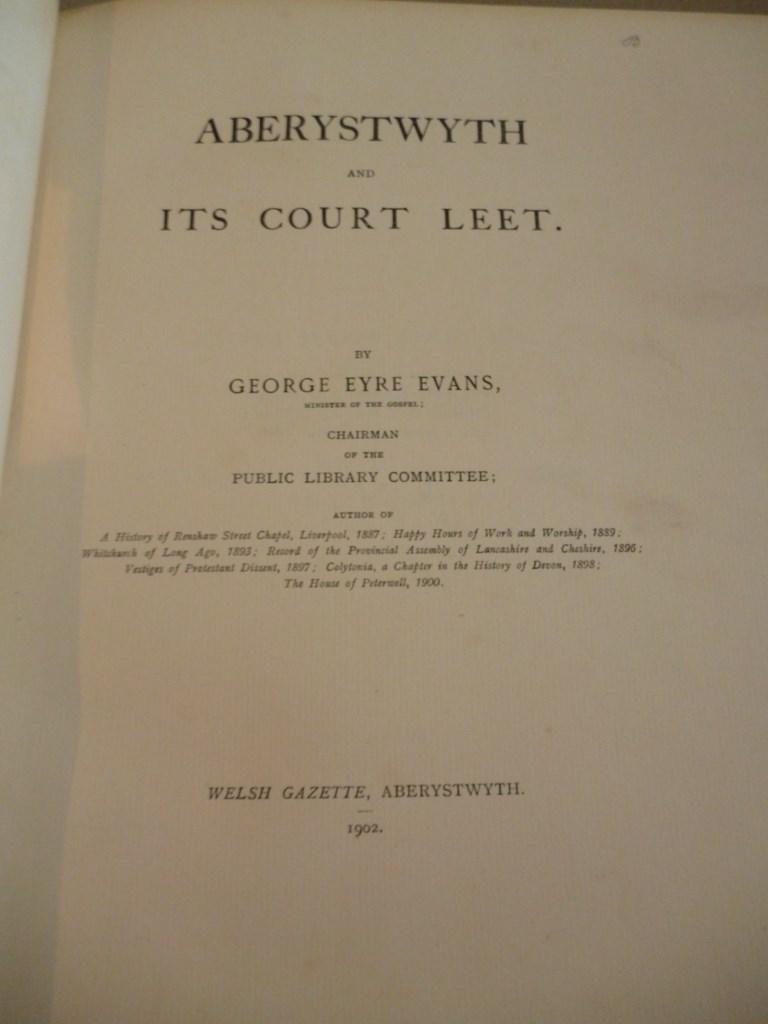 ABERYSTWYTH
AND
ITS COURT LEET.
BY
GEORGE EYRE EVANS,
MINISTER OF THE GOSPEL;
CHAIRMAN
OF THE
PUBLIC LIBRARY COMMITTEE;
AUTHOR OF
A History of Renshaw Street Chapel, Liverpool, 1887; Happy Hours of Work and Worship, 1889;
Whitchurch of Long Ago, 1893; Record of the Provincial Assembly of Lancashire and Cheshire, 1896;
Vestiges of Protestant Dissent, 1897; Colytonia, a Chapter in the History of Devon, 1898;
The House of Peterwell, 1900.
WELSH GAZETTE, ABERYSTWYTH.
1902.